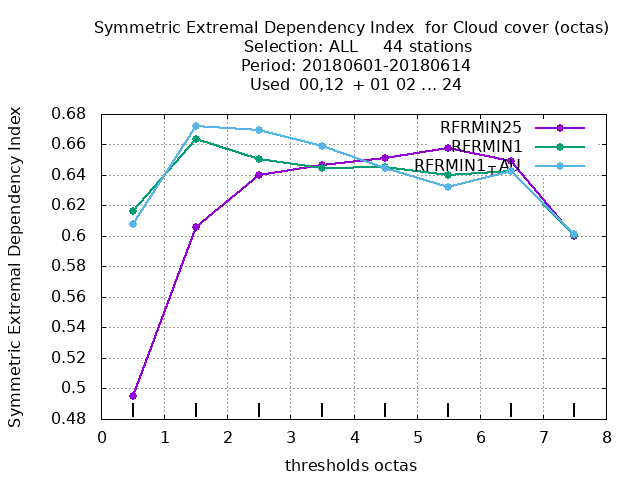 Symmetric Extremal Dependency Index  for Cloud cover (octas)
Selection: ALL     44 stations
Period: 20180601-20180614
Used  00,12  + 01 02 ... 24
Symmetric Extremal Dependency Index
0.68
0.66
0.64
0.62
0.6
0.58
0.56
0.54
0.52
0.5
0.48
RFRMIN25
RFRMIN1
RFRMIN1_AU
0 1 2 3 4 5 6 7 8
thresholds octas